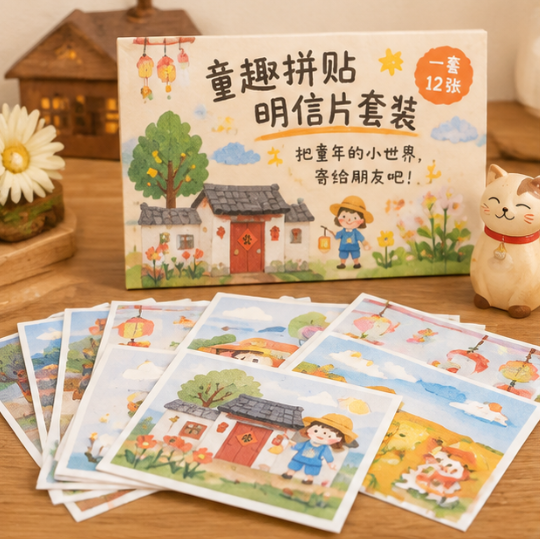 童趣拼贴
明信片套装
一套
12张
把童年的小世界，
寄给朋友吧！